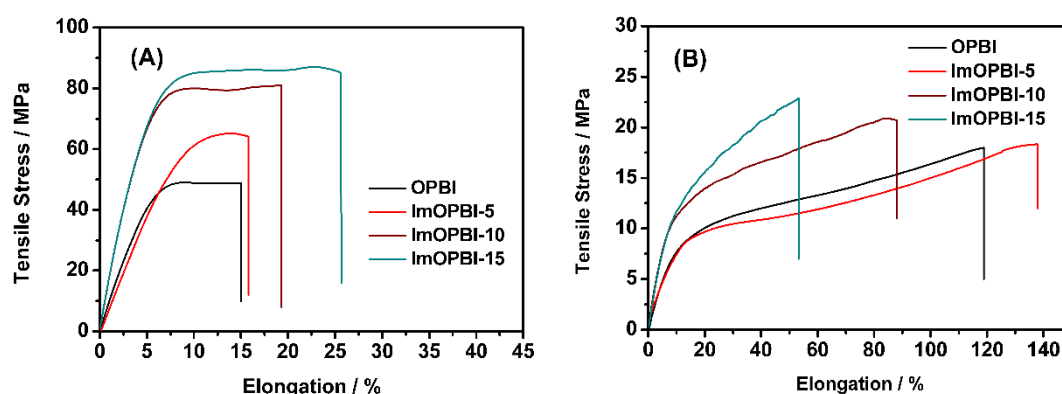 (A)
Tensile Stress / MPa
100
80
60
40
20
0
OPBI
ImOPBI-5
ImOPBI-10
ImOPBI-15
0 5 10 15 20 25 30 35 40 45
Elongation / %
(B)
Tensile Stress / MPa
30
25
20
15
10
5
0
OPBI
ImOPBI-5
ImOPBI-10
ImOPBI-15
0 20 40 60 80 100 120 140
Elongation / %